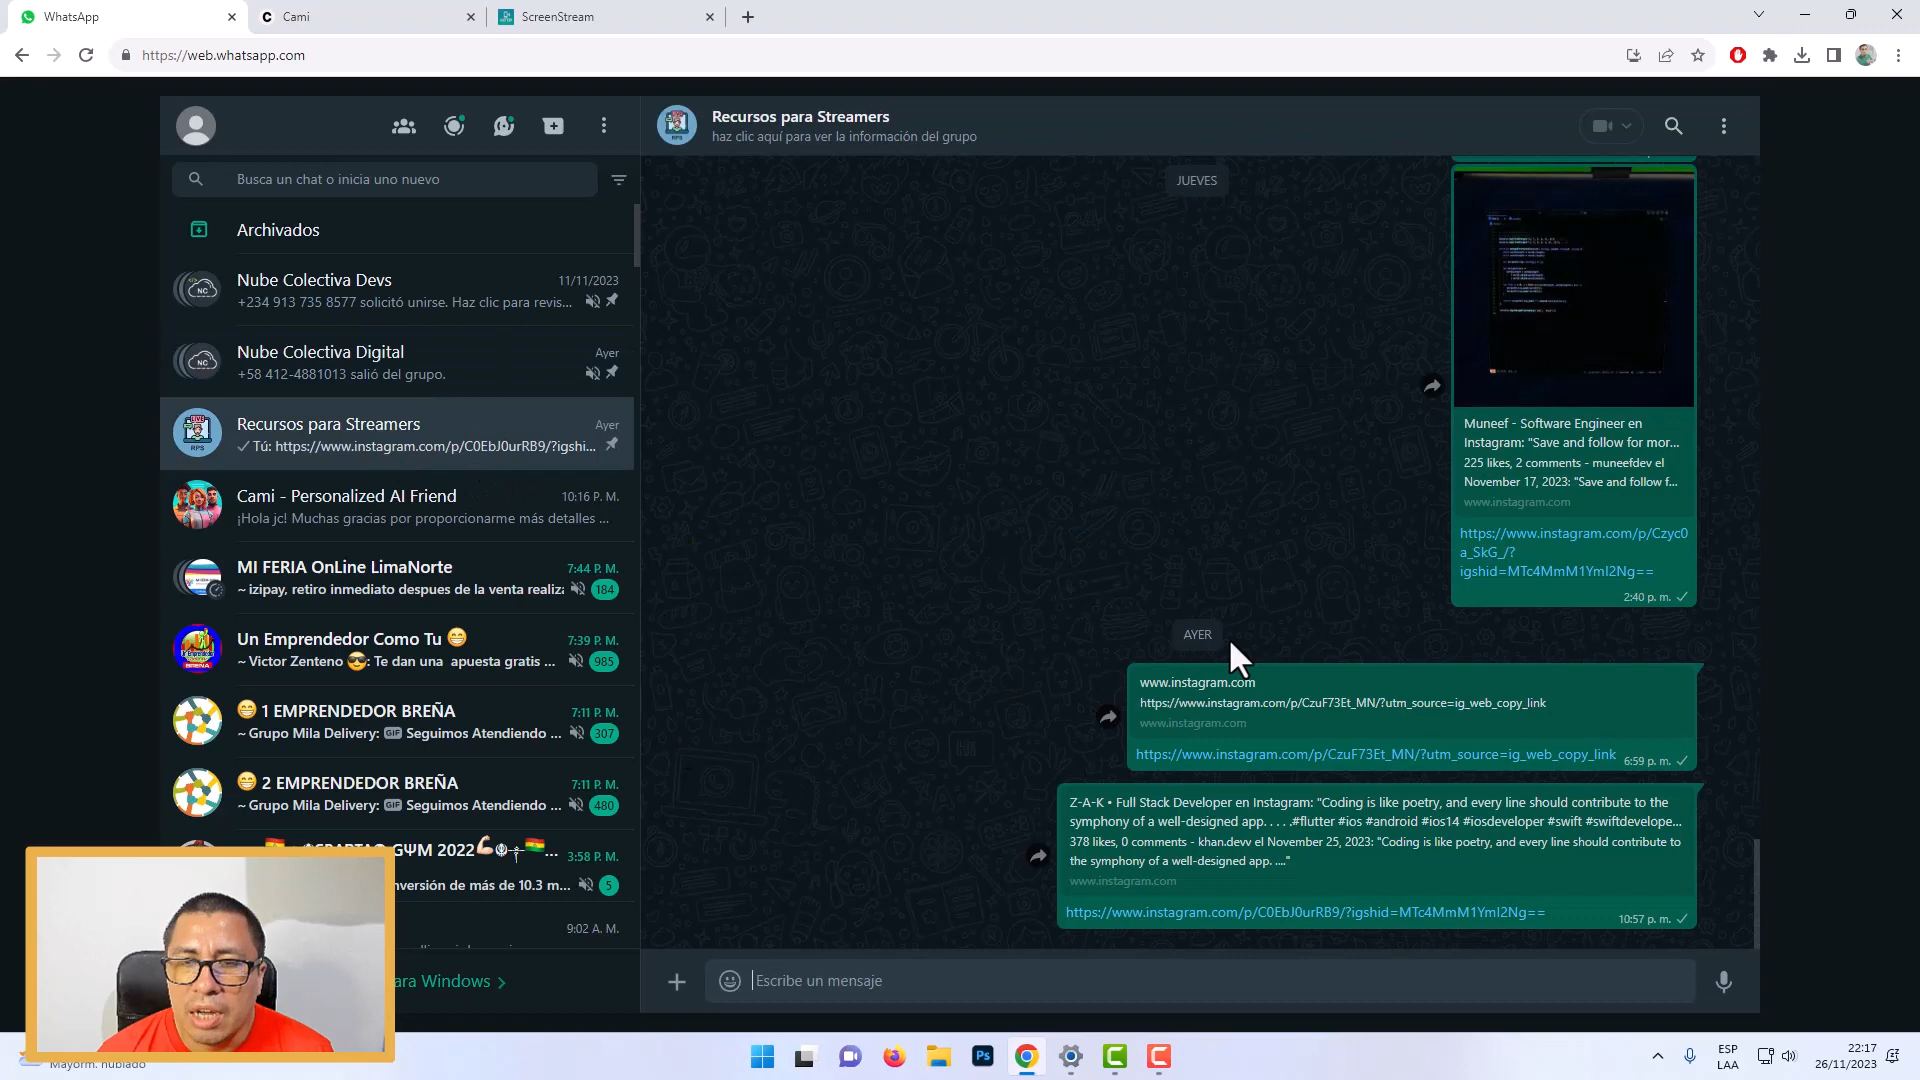 WhatsApp
Cami
ScreenStream
https://web.whatsapp.com
Busca un chat o inicia uno nuevo
Archivados
Nube Colectiva Devs
11/11/2023
+234 913 735 8577 solicitó unirse. Haz clic para revis...
Nube Colectiva Digital
Ayer
+58 412-4881013 salió del grupo.
Recursos para Streamers
Ayer
Tú: https://www.instagram.com/p/C0EbJ0urRB9/?igshi...
Cami - Personalized AI Friend
10:16 P. M.
¡Hola jc! Muchas gracias por proporcionarme más detalles ...
MI FERIA OnLine LimaNorte
7:44 P. M.
~ izipay, retiro inmediato despues de la venta realiza
184
Un Emprendedor Como Tu 😁
7:39 P. M.
~ Victor Zenteno 😎: Te dan una apuesta gratis ...
985
😁 1 EMPRENDEDOR BREÑA
7:11 P. M.
~ Grupo Mila Delivery: GIF Seguimos Atendiendo ...
307
😁 2 EMPRENDEDOR BREÑA
7:11 P. M.
~ Grupo Mila Delivery: GIF Seguimos Atendiendo ...
480
GΨM 2022
3:58 P. M.
nversión de más de 10.3 m...
5
9:02 A. M.
ara Windows
Recursos para Streamers
haz clic aquí para ver la información del grupo
JUEVES
Muneef - Software Engineer en
Instagram: "Save and follow for mor...
225 likes, 2 comments - muneefdev el
November 17, 2023: "Save and follow f...
www.instagram.com
https://www.instagram.com/p/Czyc0
a_SkG_/?
igshid=MTc4MmM1YmI2Ng==
2:40 p. m.
AYER
www.instagram.com
https://www.instagram.com/p/CzuF73Et_MN/?utm_source=ig_web_copy_link
www.instagram.com
https://www.instagram.com/p/CzuF73Et_MN/?utm_source=ig_web_copy_link
6:59 p. m.
Z-A-K • Full Stack Developer en Instagram: "Coding is like poetry, and every line should contribute to the
symphony of a well-designed app. . . . .#flutter #ios #android #ios14 #iosdeveloper #swift #swiftdevelope...
378 likes, 0 comments - khan.devv el November 25, 2023: "Coding is like poetry, and every line should contribute to
the symphony of a well-designed app. ...."
www.instagram.com
https://www.instagram.com/p/C0EbJ0urRB9/?igshid=MTc4MmM1YmI2Ng==
10:57 p. m.
Escribe un mensaje
Mayorm. nublado
Ps
ESP
LAA
22:17
26/11/2023